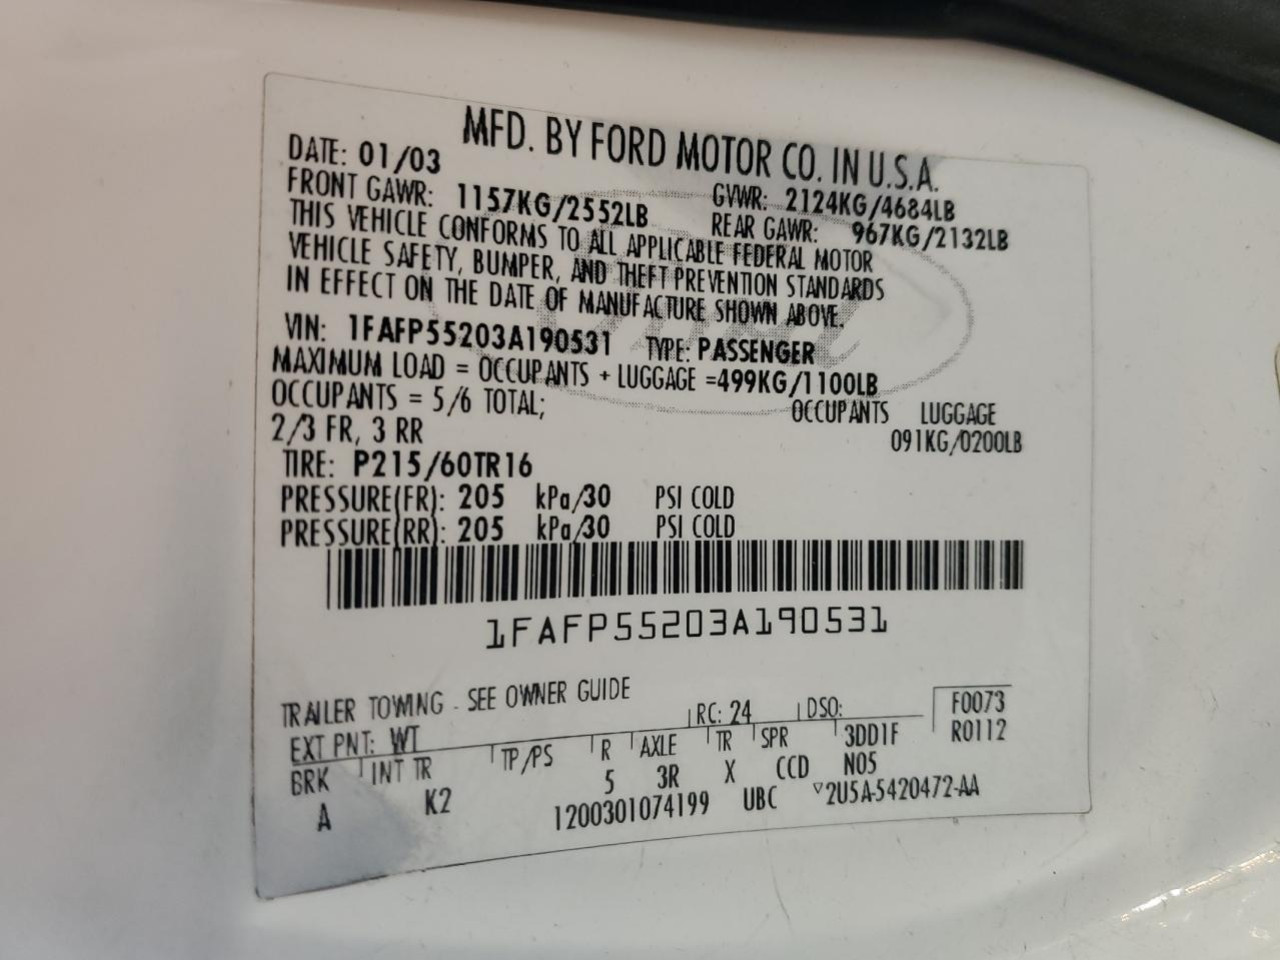 MFD. BY FORD MOTOR CO. IN U.S.A.
DATE: 01/03
GVWR: 2124KG/4684LB
FRONT GAWR: 1157KG/2552LB
REAR GAWR: 967KG/2132LB
THIS VEHICLE CONFORMS TO ALL APPLICABLE FEDERAL MOTOR
VEHICLE SAFETY, BUMPER, AND THEFT PREVENTION STANDARDS
IN EFFECT ON THE DATE OF MANUFACTURE SHOWN ABOVE.
VIN: 1FAFP55203A190531 TYPE: PASSENGER
MAXIMUM LOAD = OCCUPANTS + LUGGAGE =499KG/1100LB
OCCUPANTS = 5/6 TOTAL; OCCUPANTS LUGGAGE
2/3 FR, 3 RR 091KG/0200LB
TIRE: P215/60TR16
PRESSURE(FR): 205 kPa/30 PSI COLD
PRESSURE(RR): 205 kPa/30 PSI COLD
1FAFP55203A190531
TRAILER TOWING - SEE OWNER GUIDE
EXT PNT: WT RC: 24 DSO: F0073
R0112
BRK INT TR TP/PS R AXLE TR SPR 3DD1F
A K2 5 3R X CCD N05
1200301074199 UBC ▽2U5A-5420472-AA